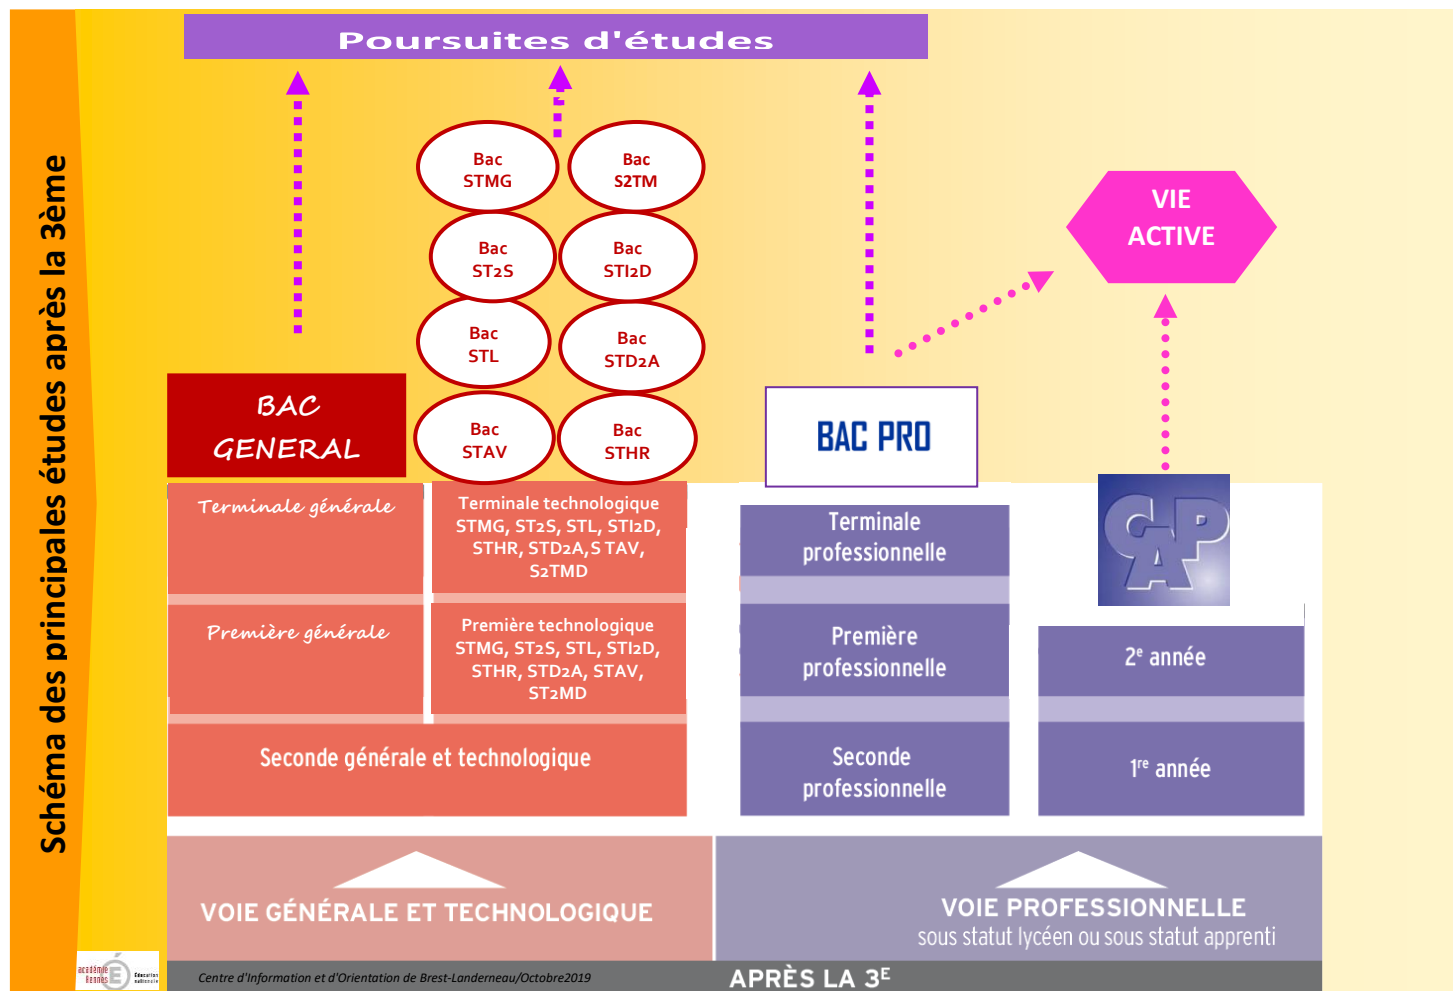 Schéma des principales études après la 3ème
Poursuites d'études
Bac
STMG
Bac
S2TM
Bac
ST2S
Bac
STI2D
Bac
STL
Bac
STD2A
Bac
STAV
Bac
STHR
VIE
ACTIVE
BAC
GENERAL
BAC PRO
CAP
Terminale générale
Terminale technologique
STMG, ST2S, STL, STI2D,
STHR, STD2A,S TAV,
S2TMD
Terminale
professionnelle
Première générale
Première technologique
STMG, ST2S, STL, STI2D,
STHR, STD2A, STAV,
ST2MD
Première
professionnelle
2e année
Seconde générale et technologique
Seconde
professionnelle
1re année
VOIE GÉNÉRALE ET TECHNOLOGIQUE
VOIE PROFESSIONNELLE
sous statut lycéen ou sous statut apprenti
académie
Rennes
É
Éducation
nationale
Centre d'Information et d'Orientation de Brest-Landerneau/Octobre2019
APRÈS LA 3E